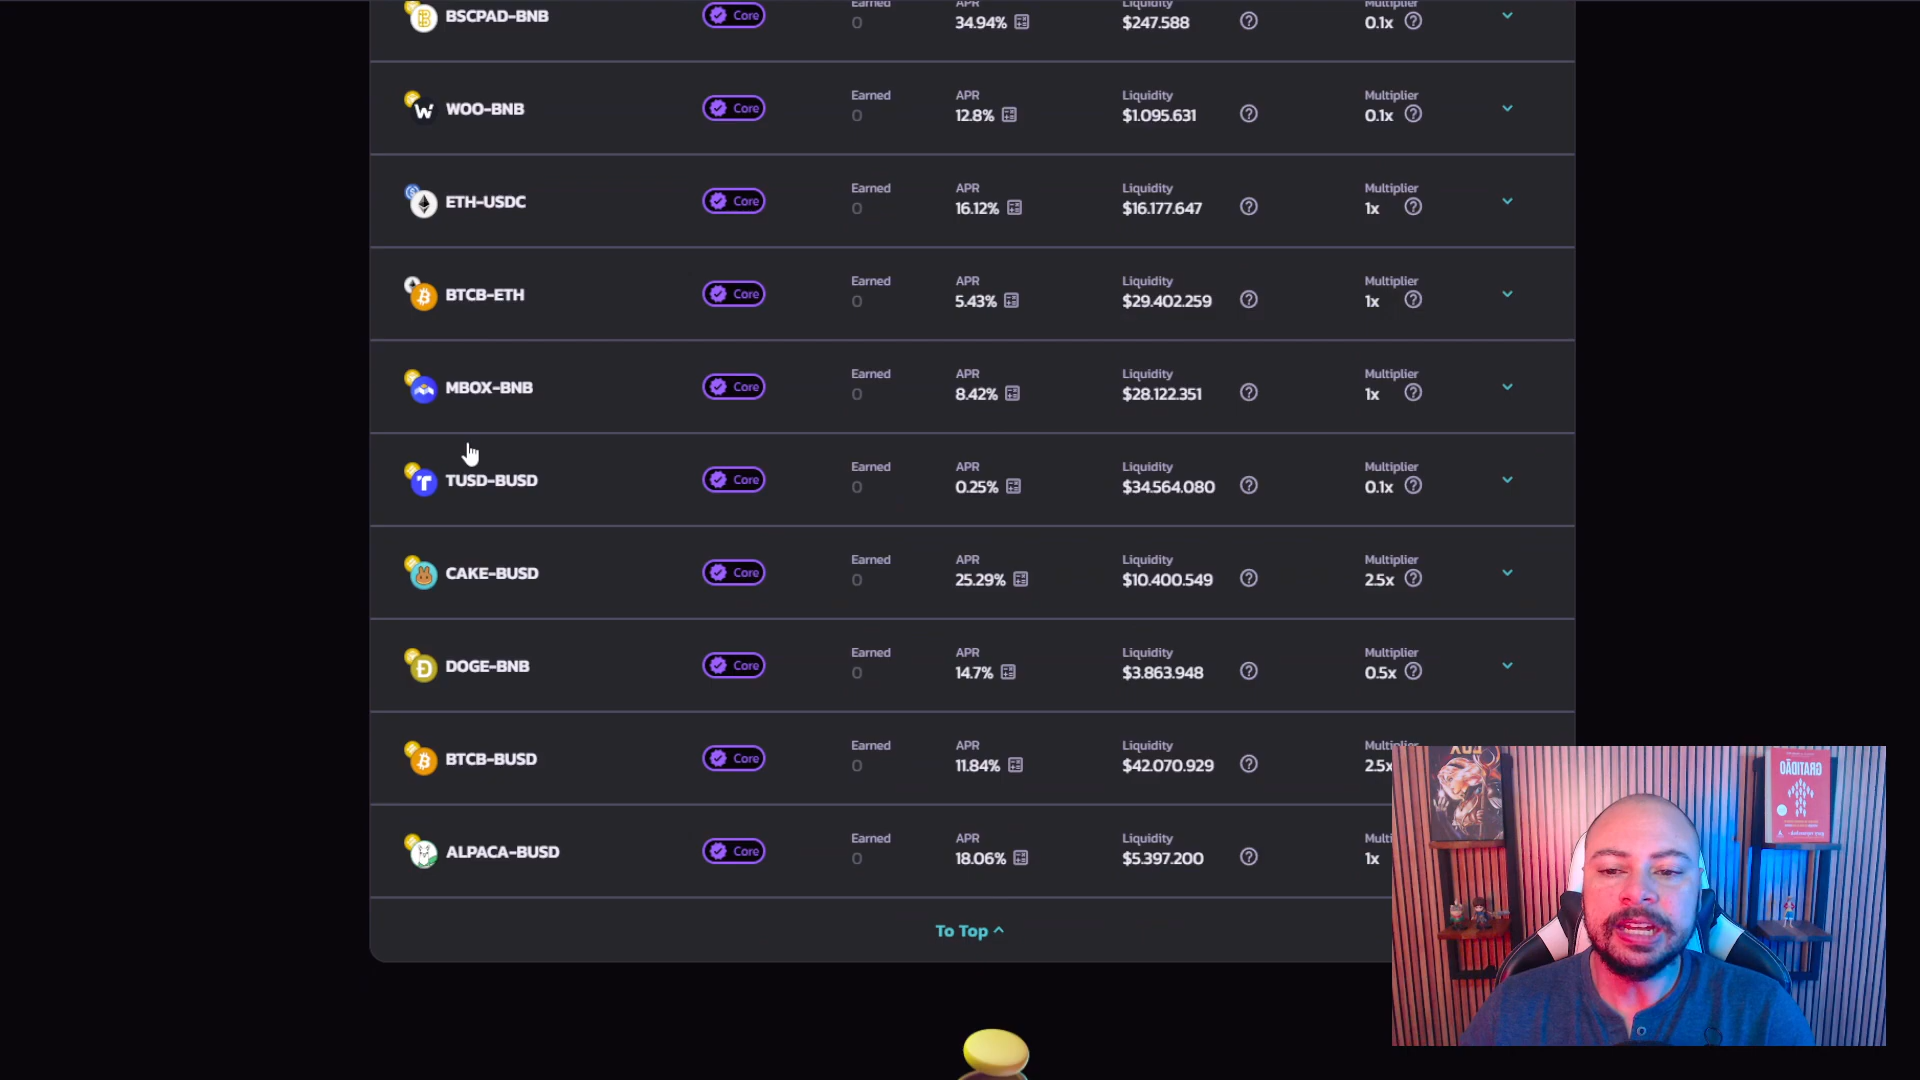 BSCPAD-BNB Core Earned 0 APR 34.94% Liquidity $247.588 Multiplier 0.1x
WOO-BNB Core Earned 0 APR 12.8% Liquidity $1.095.631 Multiplier 0.1x
ETH-USDC Core Earned 0 APR 16.12% Liquidity $16.177.647 Multiplier 1x
BTCB-ETH Core Earned 0 APR 5.43% Liquidity $29.402.259 Multiplier 1x
MBOX-BNB Core Earned 0 APR 8.42% Liquidity $28.122.351 Multiplier 1x
TUSD-BUSD Core Earned 0 APR 0.25% Liquidity $34.564.080 Multiplier 0.1x
CAKE-BUSD Core Earned 0 APR 25.29% Liquidity $10.400.549 Multiplier 2.5x
DOGE-BNB Core Earned 0 APR 14.7% Liquidity $3.863.948 Multiplier 0.5x
BTCB-BUSD Core Earned 0 APR 11.84% Liquidity $42.070.929 Multiplier 2.5x
ALPACA-BUSD Core Earned 0 APR 18.06% Liquidity $5.397.200 Multi 1x
To Top
GRATIDÃO